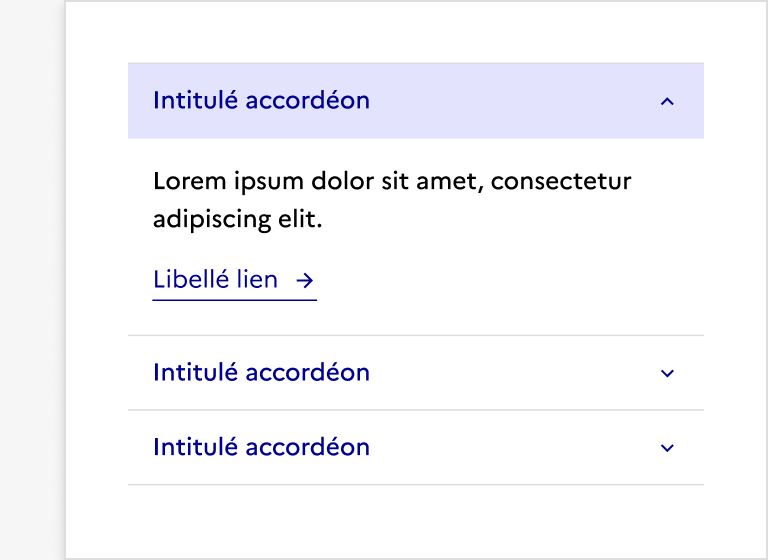 Intitulé accordéon
Lorem ipsum dolor sit amet, consectetur
adipiscing elit.
Libellé lien
Intitulé accordéon
Intitulé accordéon